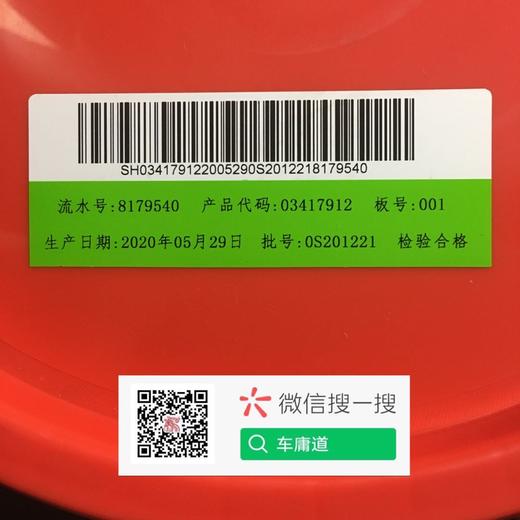 SH034179122005290S2012218179540
流水号:8179540 产品代码:03417912 板号:001
生产日期:2020年05月29日 批号:0S201221 检验合格
微信搜一搜
车庸道